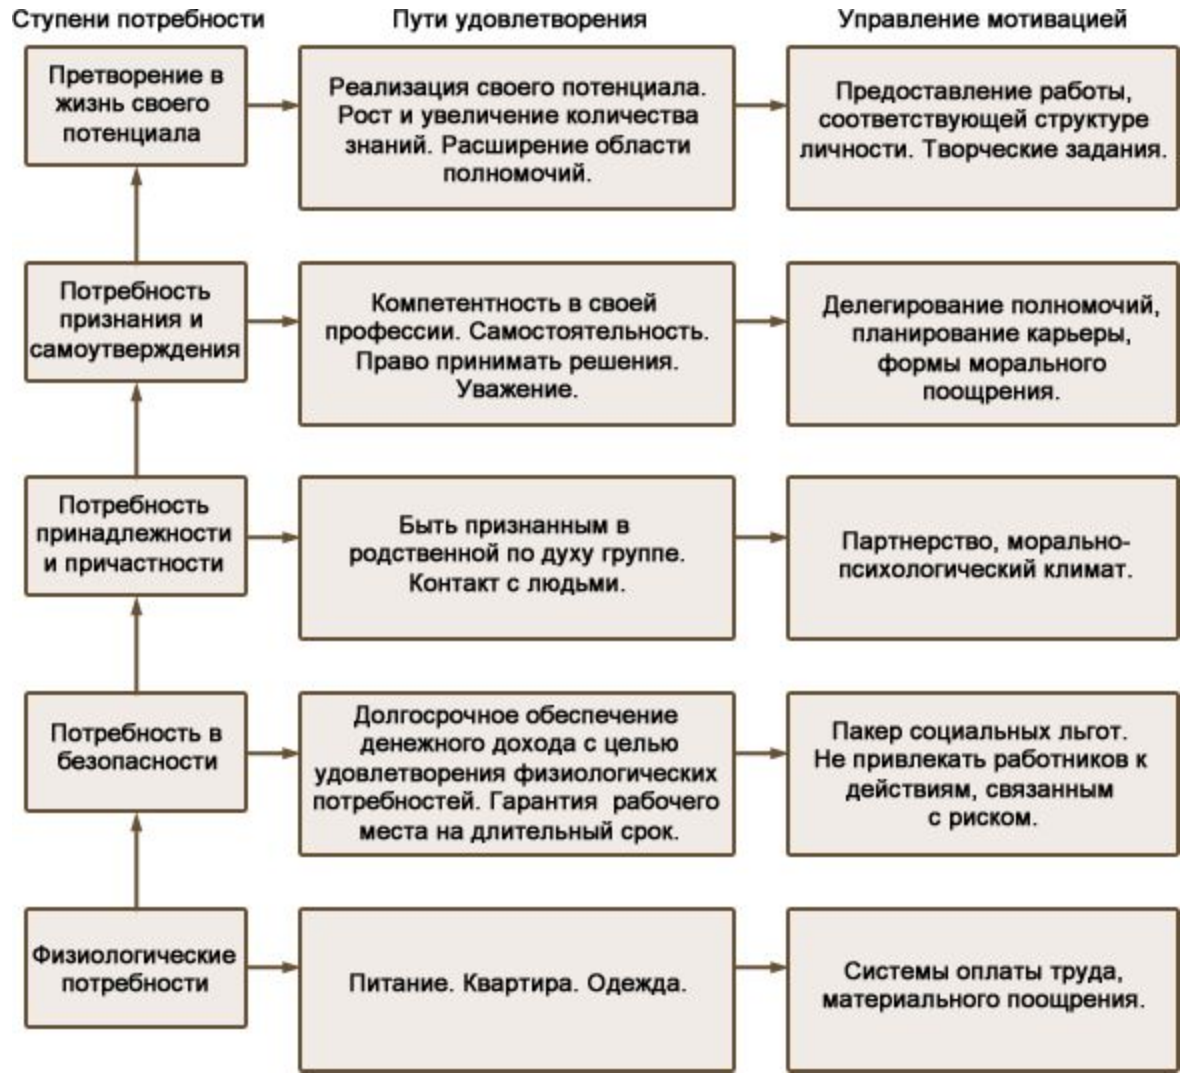 Ступени потребности
Пути удовлетворения
Управление мотивацией
Претворение в
жизнь своего
потенциала
Реализация своего потенциала.
Рост и увеличение количества
знаний. Расширение области
полномочий.
Предоставление работы,
соответствующей структуре
личности. Творческие задания.
Потребность
признания и
самоутверждения
Компетентность в своей
профессии. Самостоятельность.
Право принимать решения.
Уважение.
Делегирование полномочий,
планирование карьеры,
формы морального
поощрения.
Потребность
принадлежности
и причастности
Быть признанным в
родственной по духу группе.
Контакт с людьми.
Партнерство, морально-
психологический климат.
Потребность в
безопасности
Долгосрочное обеспечение
денежного дохода с целью
удовлетворения физиологических
потребностей. Гарантия рабочего
места на длительный срок.
Пакер социальных льгот.
Не привлекать работников к
действиям, связанным
с риском.
Физиологические
потребности
Питание. Квартира. Одежда.
Системы оплаты труда,
материального поощрения.